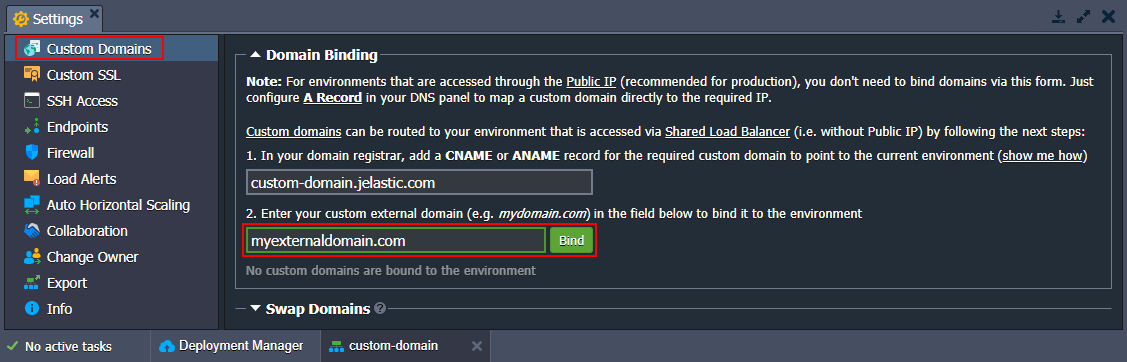 Settings
Custom Domains
Custom SSL
SSH Access
Endpoints
Firewall
Load Alerts
Auto Horizontal Scaling
Collaboration
Change Owner
Export
Info
Domain Binding
Note: For environments that are accessed through the Public IP (recommended for production), you don't need to bind domains via this form. Just
configure A Record in your DNS panel to map a custom domain directly to the required IP.
Custom domains can be routed to your environment that is accessed via Shared Load Balancer (i.e. without Public IP) by following the next steps:
1. In your domain registrar, add a CNAME or ANAME record for the required custom domain to point to the current environment (show me how)
custom-domain.jelastic.com
2. Enter your custom external domain (e.g. mydomain.com) in the field below to bind it to the environment
myexternaldomain.com Bind
No custom domains are bound to the environment
Swap Domains ?
No active tasks Deployment Manager custom-domain